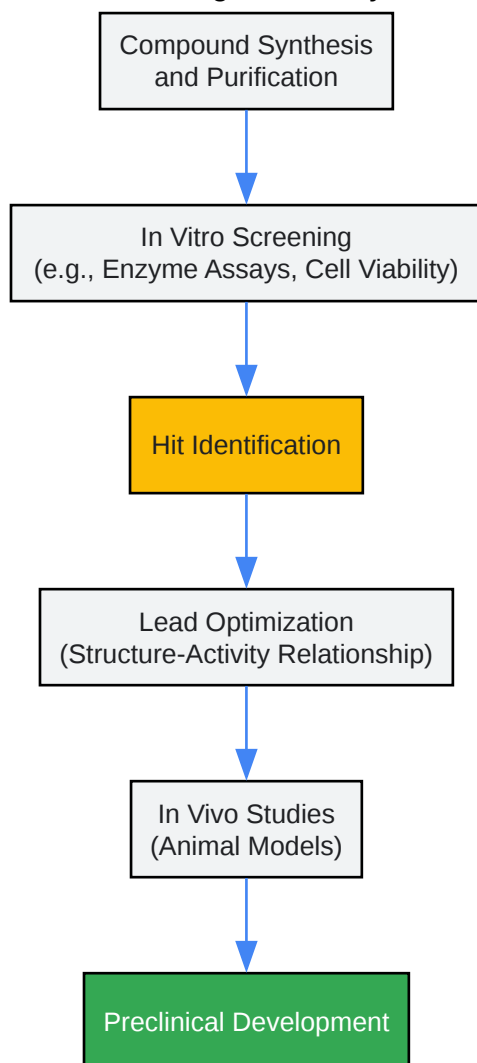 Compound Synthesis
and Purification
In Vitro Screening
(e.g., Enzyme Assays, Cell Viability)
Hit Identification
Lead Optimization
(Structure-Activity Relationship)
In Vivo Studies
(Animal Models)
Preclinical Development